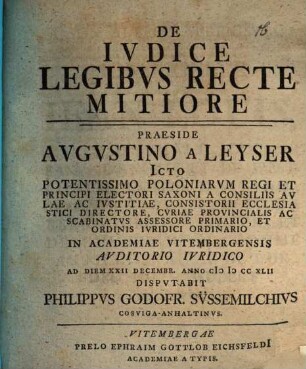 DE
IVDICE
LEGIBVS RECTE
MITIORE
PRAESIDE
AVGVSTINO A LEYSER
ICTO
POTENTISSIMO POLONIARVM REGI ET
PRINCIPI ELECTORI SAXONI A CONSILIIS AV
LAE AC IVSTITIAE, CONSISTORII ECCLESIA
STICI DIRECTORE, CVRIAE PROVINCIALIS AC
SCABINATVS ASSESSORE PRIMARIO, ET
ORDINIS IVRIDICI ORDINARIO
IN ACADEMIAE VITEMBERGENSIS
AVDITORIO IVRIDICO
AD DIEM XXII DECEMBR. ANNO cIↄ Iↄ CC XLII
DISPVTABIT
PHILIPPVS GODOFR. SÜSSEMILCHIVS
COSVIGA-ANHALTINVS.
VITEMBERGAE
PRELO EPHRAIM GOTTLOB EICHSFELDI
ACADEMIAE A TYPIS.